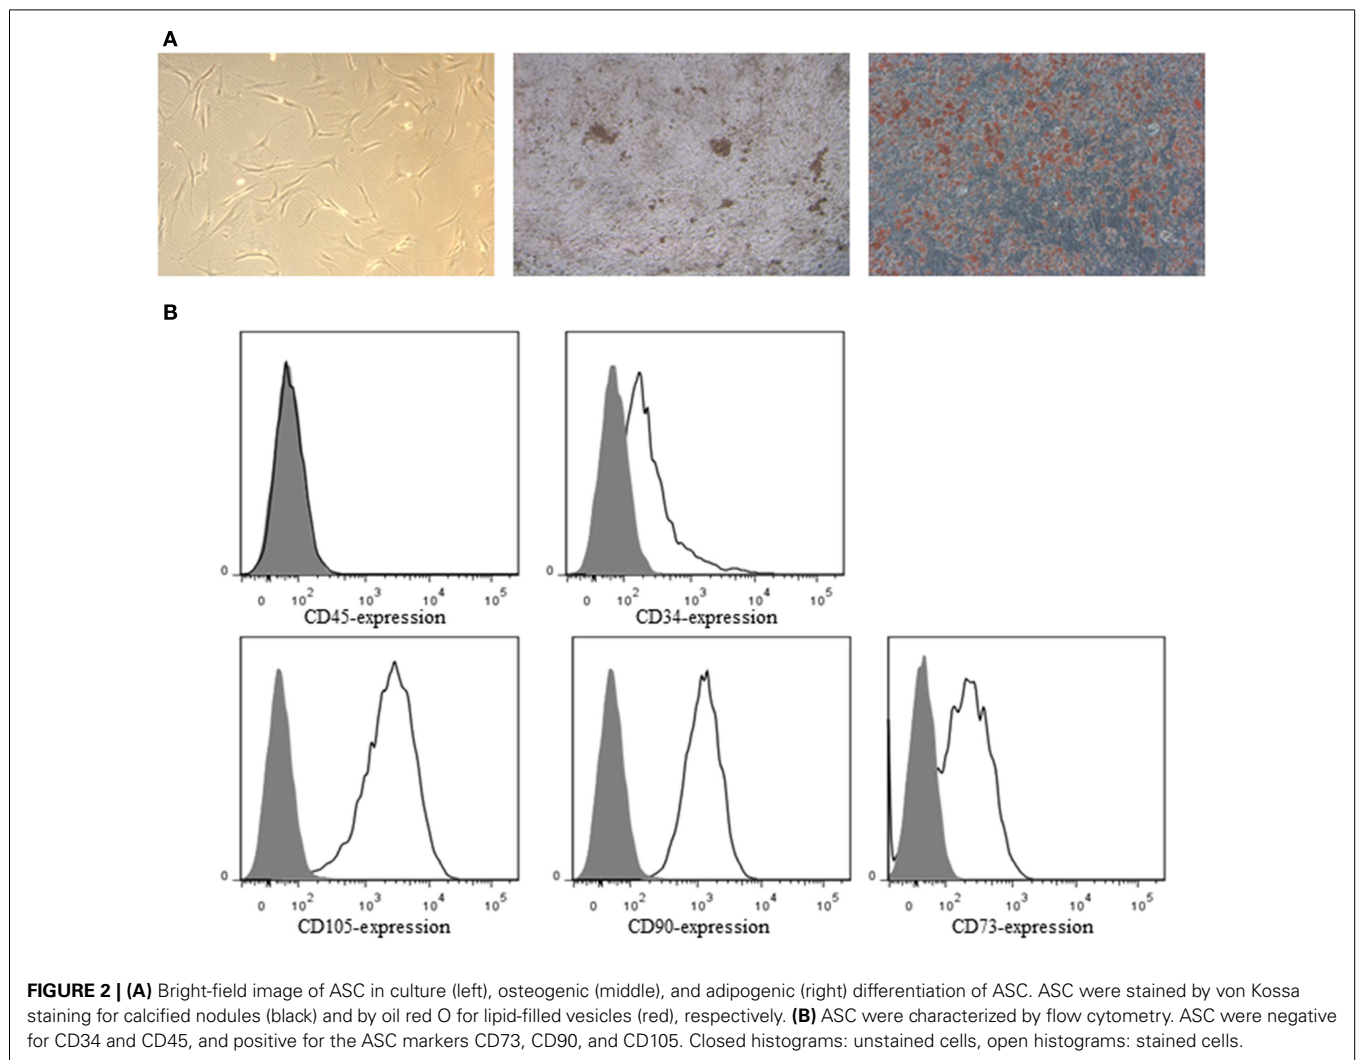 A
B
0
0 10² 10³ 10⁴ 10⁵
CD45-expression
0
0 10² 10³ 10⁴ 10⁵
CD34-expression
0
0 10² 10³ 10⁴ 10⁵
CD105-expression
0
0 10² 10³ 10⁴ 10⁵
CD90-expression
0
0 10² 10³ 10⁴ 10⁵
CD73-expression
FIGURE 2 | (A) Bright-field image of ASC in culture (left), osteogenic (middle), and adipogenic (right) differentiation of ASC. ASC were stained by von Kossa
staining for calcified nodules (black) and by oil red O for lipid-filled vesicles (red), respectively. (B) ASC were characterized by flow cytometry. ASC were negative
for CD34 and CD45, and positive for the ASC markers CD73, CD90, and CD105. Closed histograms: unstained cells, open histograms: stained cells.